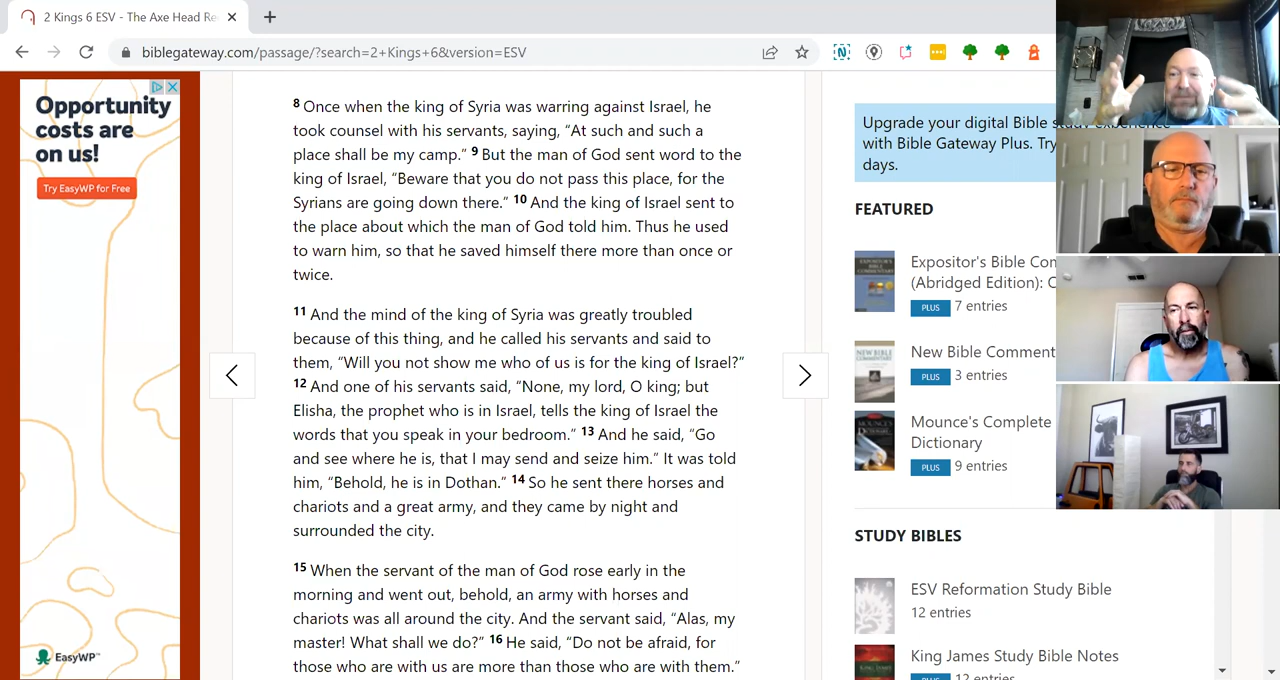 2 Kings 6 ESV - The Axe Head Re
biblegateway.com/passage/?search=2+Kings+6&version=ESV
Opportunity
costs are
on us!
Try EasyWP for Free
EasyWP
8 Once when the king of Syria was warring against Israel, he
took counsel with his servants, saying, “At such and such a
place shall be my camp.” 9 But the man of God sent word to the
king of Israel, “Beware that you do not pass this place, for the
Syrians are going down there.” 10 And the king of Israel sent to
the place about which the man of God told him. Thus he used
to warn him, so that he saved himself there more than once or
twice.
11 And the mind of the king of Syria was greatly troubled
because of this thing, and he called his servants and said to
them, “Will you not show me who of us is for the king of Israel?”
12 And one of his servants said, “None, my lord, O king; but
Elisha, the prophet who is in Israel, tells the king of Israel the
words that you speak in your bedroom.” 13 And he said, “Go
and see where he is, that I may send and seize him.” It was told
him, “Behold, he is in Dothan.” 14 So he sent there horses and
chariots and a great army, and they came by night and
surrounded the city.
15 When the servant of the man of God rose early in the
morning and went out, behold, an army with horses and
chariots was all around the city. And the servant said, “Alas, my
master! What shall we do?” 16 He said, “Do not be afraid, for
those who are with us are more than those who are with them.”
Upgrade your digital Bible study experience
with Bible Gateway Plus. Try
days.
FEATURED
Expositor's Bible Com
(Abridged Edition):
PLUS 7 entries
New Bible Comment
PLUS 3 entries
Mounce's Complete
Dictionary
PLUS 9 entries
STUDY BIBLES
ESV Reformation Study Bible
12 entries
King James Study Bible Notes
PLUS 12 entries